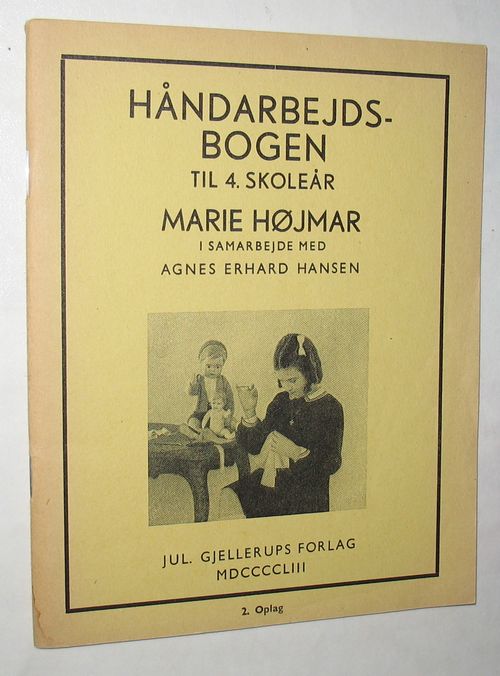 HÅNDARBEJDS-
BOGEN
TIL 4. SKOLEÅR
MARIE HØJMAR
I SAMARBEJDE MED
AGNES ERHARD HANSEN
JUL. GJELLERUPS FORLAG
MDCCCCLIII
2. Oplag